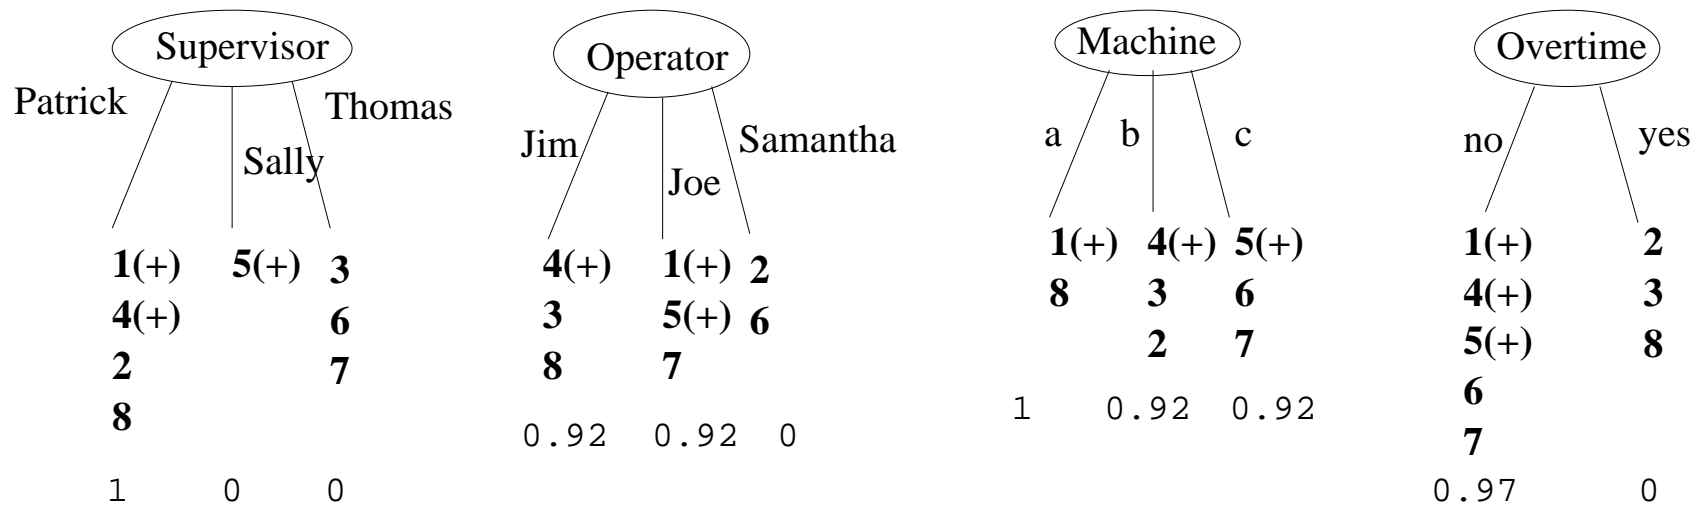 Supervisor
Patrick
Thomas
Sally
1(+) 5(+) 3
4(+) 6
2 7
8
1 0 0
Operator
Jim
Samantha
Joe
4(+) 1(+) 2
3 5(+) 6
8 7
0.92 0.92 0
Machine
a b c
1(+) 4(+) 5(+)
8 3 6
2 7
1 0.92 0.92
Overtime
no yes
1(+) 2
4(+) 3
5(+) 8
6
7
0.97 0